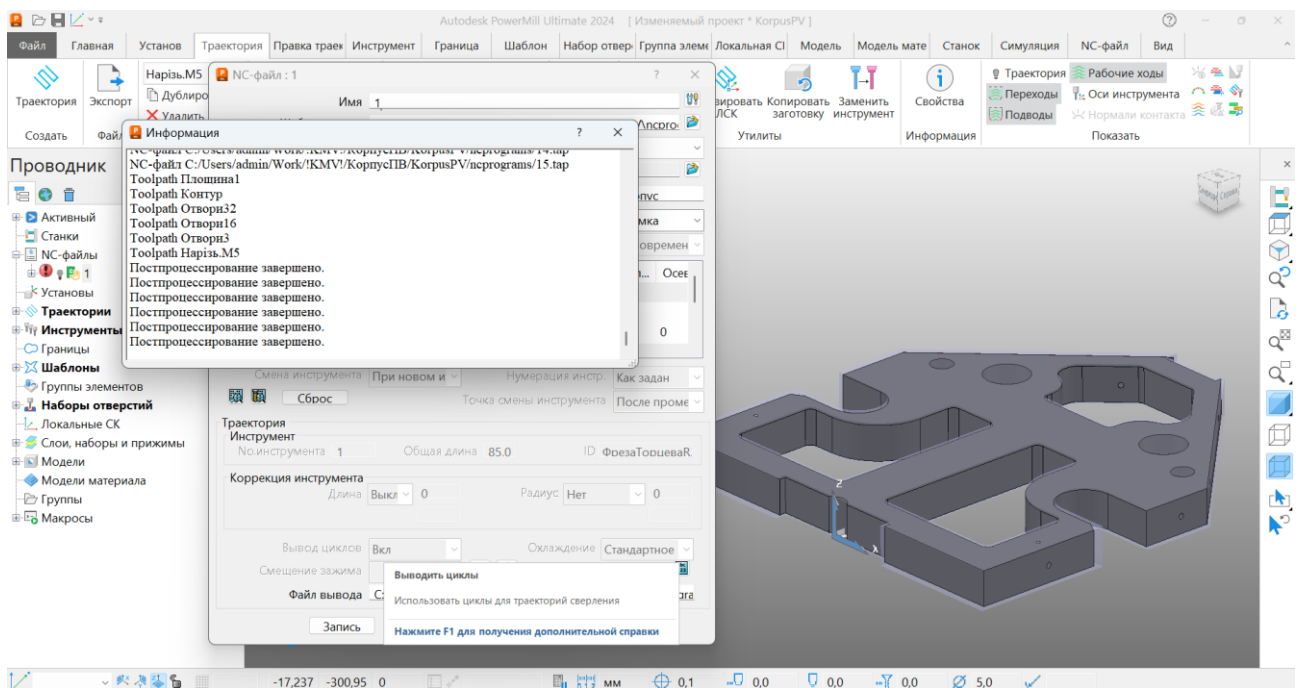 Autodesk PowerMill Ultimate 2024 [ Изменяемый проект * KorpusPV ]
Файл Главная Установ Траектория Правка траек Инструмент Граница Шаблон Набор отвер Группа элеме Локальная СІ Модель Модель мате Станок Симуляция NC-файл Вид
Траектория
Экспорт
Нарізь.М5
Дублиро
Удалить
Создать
Файл
NC-файл : 1
Имя 1
\ncpro-
Копировать
ЛСК
заготовку
Заменить
инструмент
Утилиты
Свойства
Информация
Траектория
Рабочие ходы
Переходы
Оси инструмента
Подводы
Нормали контакта
Показать
Проводник
Активный
Станки
NC-файлы
1
Установы
Траектории
Инструменты
Границы
Шаблоны
Группы элементов
Наборы отверстий
Локальные СК
Слои, наборы и прижимы
Модели
Модели материала
Группы
Макросы
Информация
NC-файл C:/Users/admin/Work/!KMV!/КорпусПВ/KorpusPV/ncprograms/15.tap
Toolpath Площина1
Toolpath Контур
Toolpath Отвори32
Toolpath Отвори16
Toolpath Отвори3
Toolpath Нарізь.М5
Постпроцессирование завершено.
Постпроцессирование завершено.
Постпроцессирование завершено.
Постпроцессирование завершено.
Постпроцессирование завершено.
Постпроцессирование завершено.
Осее
0
Смена инструмента При новом и
Нумерация инстр. Как задан
Сброс
Точка смены инструмента После проме
Траектория
Инструмент
No.инструмента 1 Общая длина 85.0 ID ФрезаТорцеваR.
Коррекция инструмента
Длина Выкл 0 Радиус Нет 0
Вывод циклов Вкл Охлаждение Стандартное
Смещение зажима
Файл вывода C:
Выводить циклы
Использовать циклы для траекторий сверления
Нажмите F1 для получения дополнительной справки
Запись
Z
X
-17,237 -300,95 0 мм 0,1 0,0 0,0 0,0 5,0